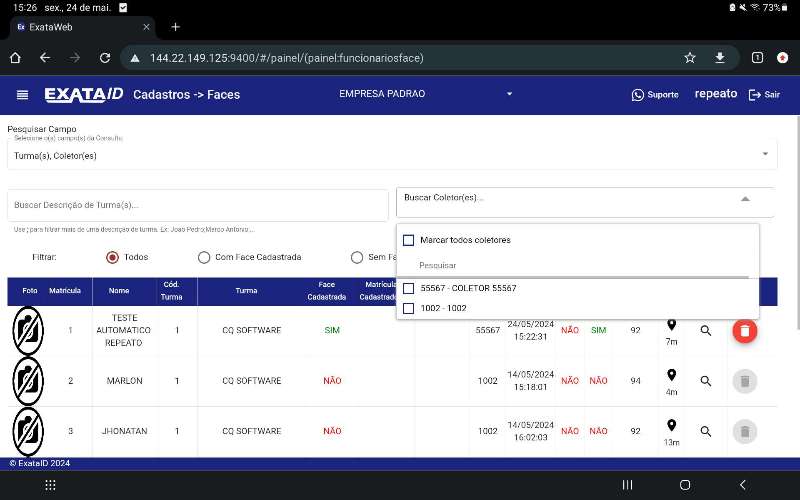 15:26 sex., 24 de mai. 73%
Ex ExataWeb
144.22.149.125:9400/#/painel/(painel:funcionariosface)
1
EXATAID Cadastros -> Faces EMPRESA PADRAO Suporte repeato Sair
Pesquisar Campo
Selecione o(s) campo(s) da Consulta
Turma(s), Coletor(es)
Buscar Descrição de Turma(s)...
Buscar Coletor(es)...
Use ; para filtrar mais de uma descrição de turma. Ex: João Pedro;Marco Antonio...
Marcar todos coletores
Pesquisar
55567 - COLETOR 55567
1002 - 1002
Filtrar: Todos Com Face Cadastrada Sem Fa
Foto Matrícula Nome Cód. Turma Turma Face Cadastrada Matrícula Cadastrado
1 TESTE AUTOMATICO REPEATO 1 CQ SOFTWARE SIM 55567 24/05/2024 15:22:31 NÃO SIM 92 7m
2 MARLON 1 CQ SOFTWARE NÃO 1002 14/05/2024 15:18:01 NÃO NÃO 94 4m
3 JHONATAN 1 CQ SOFTWARE NÃO 1002 14/05/2024 16:02:03 NÃO NÃO 92 13m
© ExataID 2024